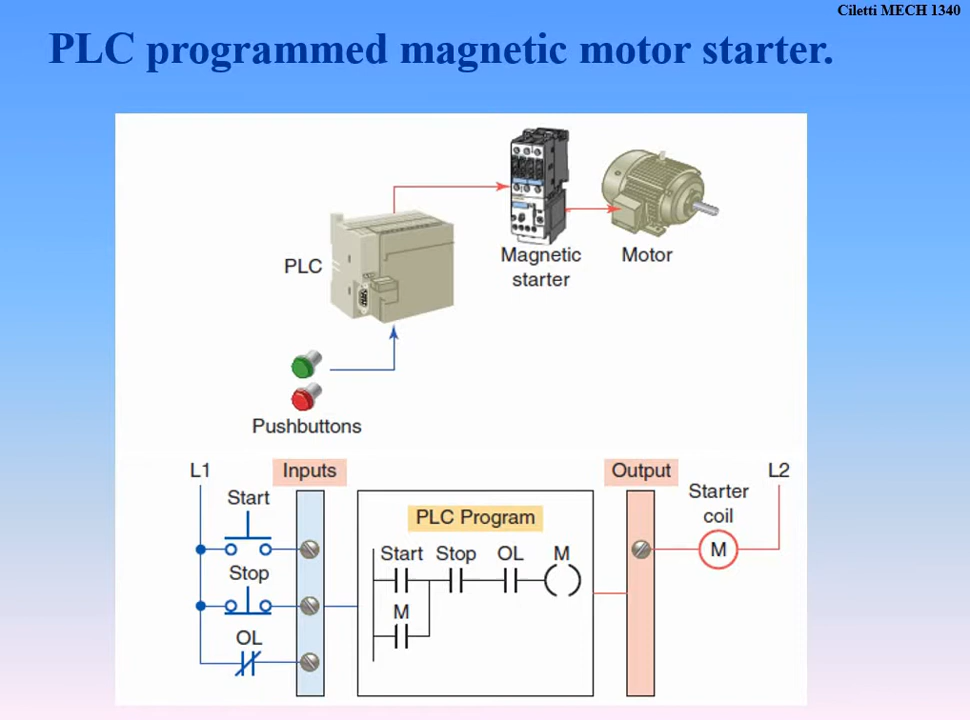 Ciletti MECH 1340
PLC programmed magnetic motor starter.
PLC
Magnetic
starter
Motor
Pushbuttons
L1
Inputs
Output
L2
Start
Starter
coil
PLC Program
Start Stop OL M
M
Stop
M
OL